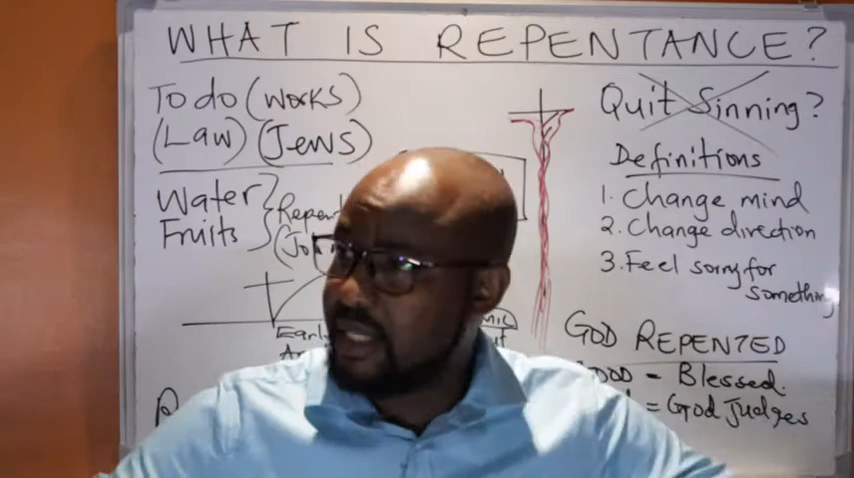 WHAT IS REPENTANCE?
To do (works)
(Law) (Jews)
Water
Fruits
Quit Sinning?
Definitions
1. Change mind
2. Change direction
3. Feel sorry for
something
GOD REPENTED
= Blessed.
= God Judges